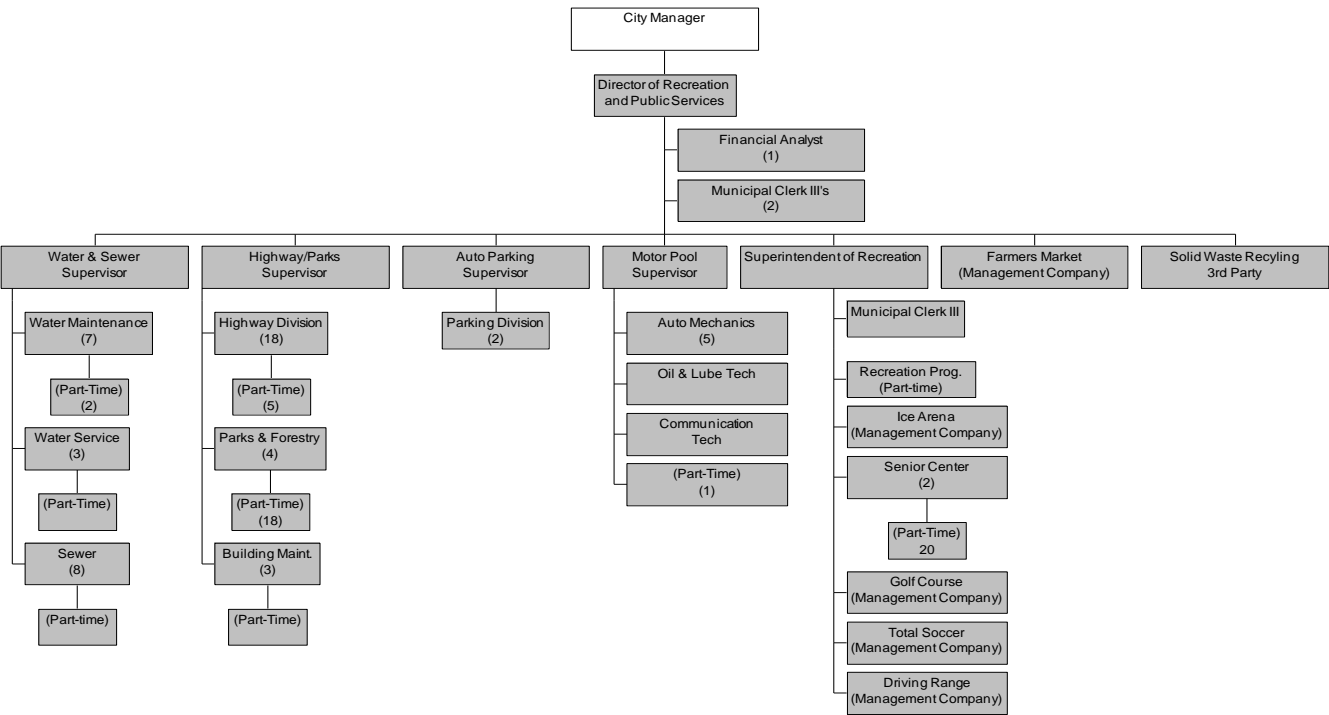 City Manager
Director of Recreation
and Public Services
Financial Analyst
(1)
Municipal Clerk III's
(2)
Water & Sewer
Supervisor
Highway/Parks
Supervisor
Auto Parking
Supervisor
Motor Pool
Supervisor
Superintendent of Recreation
Farmers Market
(Management Company)
Solid Waste Recyling
3rd Party
Water Maintenance
(7)
(Part-Time)
(2)
Water Service
(3)
(Part-Time)
Sewer
(8)
(Part-time)
Highway Division
(18)
(Part-Time)
(5)
Parks & Forestry
(4)
(Part-Time)
(18)
Building Maint.
(3)
(Part-Time)
Parking Division
(2)
Auto Mechanics
(5)
Oil & Lube Tech
Communication
Tech
(Part-Time)
(1)
Municipal Clerk III
Recreation Prog.
(Part-time)
Ice Arena
(Management Company)
Senior Center
(2)
(Part-Time)
20
Golf Course
(Management Company)
Total Soccer
(Management Company)
Driving Range
(Management Company)